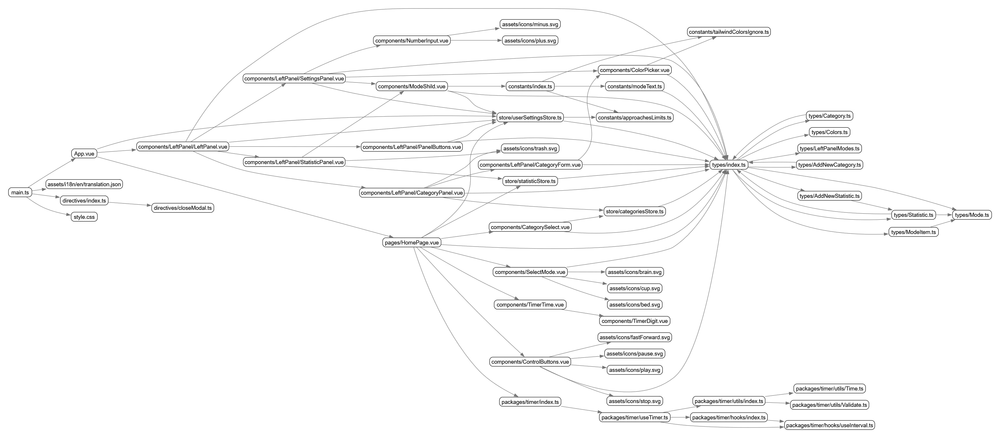 main.ts
App.vue
assets/i18n/en/translation.json
directives/index.ts
style.css
directives/closeModal.ts
components/LeftPanel/LeftPanel.vue
components/LeftPanel/SettingsPanel.vue
components/LeftPanel/StatisticPanel.vue
components/NumberInput.vue
components/ModeShild.vue
components/LeftPanel/PanelButtons.vue
components/LeftPanel/CategoryPanel.vue
pages/HomePage.vue
assets/icons/minus.svg
assets/icons/plus.svg
constants/index.ts
store/userSettingsStore.ts
assets/icons/trash.svg
components/LeftPanel/CategoryForm.vue
store/statisticStore.ts
components/CategorySelect.vue
components/SelectMode.vue
components/TimerTime.vue
components/ControlButtons.vue
packages/timer/index.ts
components/ColorPicker.vue
constants/modeText.ts
constants/approachesLimits.ts
store/categoriesStore.ts
assets/icons/brain.svg
assets/icons/cup.svg
assets/icons/bed.svg
components/TimerDigit.vue
assets/icons/fastForward.svg
assets/icons/pause.svg
assets/icons/play.svg
assets/icons/stop.svg
packages/timer/useTimer.ts
constants/tailwindColorsIgnore.ts
types/index.ts
packages/timer/utils/index.ts
packages/timer/hooks/index.ts
types/Category.ts
types/Colors.ts
types/LeftPanelModes.ts
types/AddNewCategory.ts
types/AddNewStatistic.ts
packages/timer/utils/Time.ts
packages/timer/utils/Validate.ts
packages/timer/hooks/useInterval.ts
types/Statistic.ts
types/ModeItem.ts
types/Mode.ts